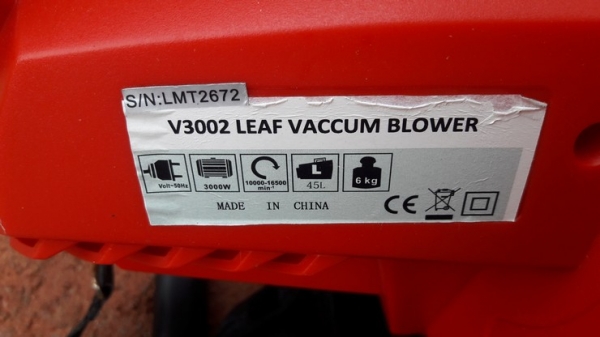 S/N:LMT2672
V3002 LEAF VACCUM BLOWER
Volt~50Hz
3000W
10000-16500
min⁻¹
L
45L
6 kg
MADE IN CHINA
CE